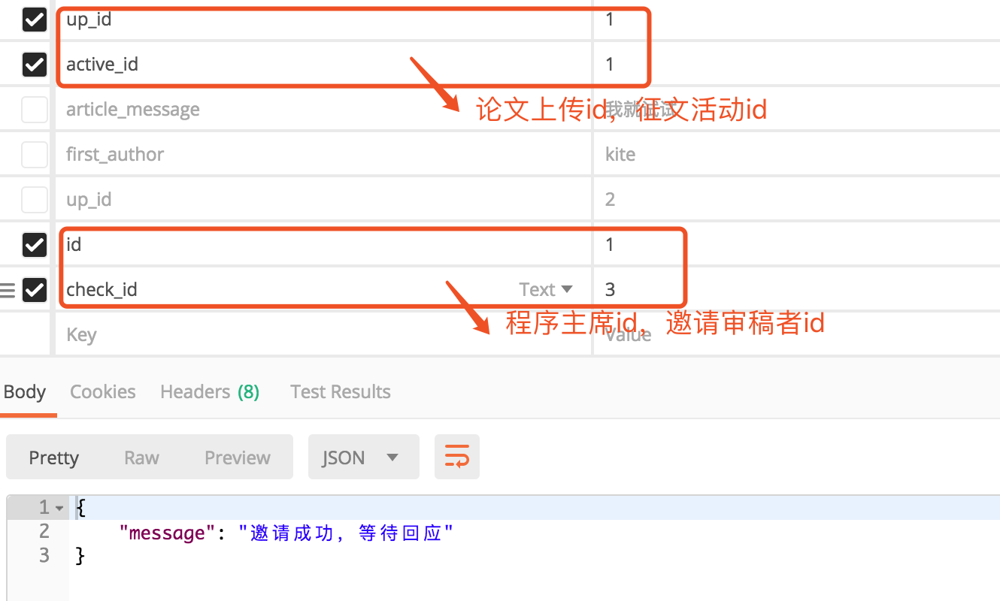 up_id 1
active_id 1
article_message 我就试试
论文上传id，征文活动id
first_author kite
up_id 2
id 1
check_id Text 3
程序主席id，邀请审稿者id
Key Value
Body Cookies Headers (8) Test Results
Pretty Raw Preview JSON
1 {
2 "message": "邀请成功, 等待回应"
3 }